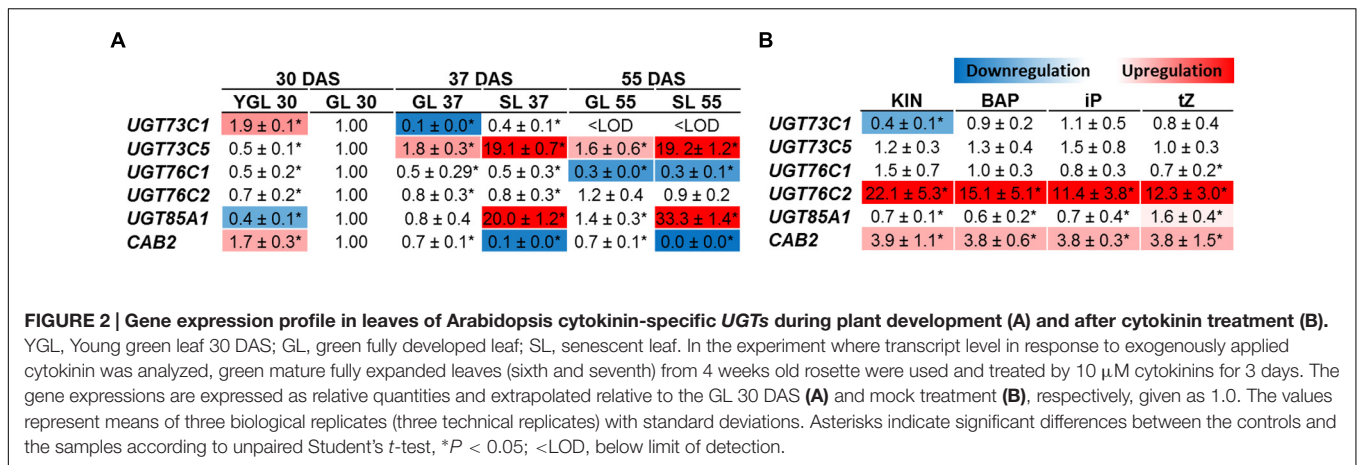 A
30 DAS 37 DAS 55 DAS
YGL 30 GL 30 GL 37 SL 37 GL 55 SL 55
UGT73C1 1.9 ± 0.1* 1.00 0.1 ± 0.0* 0.4 ± 0.1* <LOD <LOD
UGT73C5 0.5 ± 0.1* 1.00 1.8 ± 0.3* 19.1 ± 0.7* 1.6 ± 0.6* 19.2± 1.2*
UGT76C1 0.5 ± 0.2* 1.00 0.5 ± 0.29* 0.5 ± 0.3* 0.3 ± 0.0* 0.3 ± 0.1*
UGT76C2 0.7 ± 0.2* 1.00 0.8 ± 0.3* 0.8 ± 0.3* 1.2 ± 0.4 0.9 ± 0.2
UGT85A1 0.4 ± 0.1* 1.00 0.8 ± 0.4 20.0 ± 1.2* 1.4 ± 0.3* 33.3 ± 1.4*
CAB2 1.7 ± 0.3* 1.00 0.7 ± 0.1* 0.1 ± 0.0* 0.7 ± 0.1* 0.0 ± 0.0*
B
Downregulation Upregulation
KIN BAP iP tZ
UGT73C1 0.4 ± 0.1* 0.9 ± 0.2 1.1 ± 0.5 0.8 ± 0.4
UGT73C5 1.2 ± 0.3 1.3 ± 0.4 1.5 ± 0.8 1.0 ± 0.3
UGT76C1 1.5 ± 0.7 1.0 ± 0.3 0.8 ± 0.3 0.7 ± 0.2*
UGT76C2 22.1 ± 5.3* 15.1 ± 5.1* 11.4 ± 3.8* 12.3 ± 3.0*
UGT85A1 0.7 ± 0.1* 0.6 ± 0.2* 0.7 ± 0.4* 1.6 ± 0.4*
CAB2 3.9 ± 1.1* 3.8 ± 0.6* 3.8 ± 0.3* 3.8 ± 1.5*
FIGURE 2 | Gene expression profile in leaves of Arabidopsis cytokinin-specific UGTs during plant development (A) and after cytokinin treatment (B).
YGL, Young green leaf 30 DAS; GL, green fully developed leaf; SL, senescent leaf. In the experiment where transcript level in response to exogenously applied
cytokinin was analyzed, green mature fully expanded leaves (sixth and seventh) from 4 weeks old rosette were used and treated by 10 μM cytokinins for 3 days. The
gene expressions are expressed as relative quantities and extrapolated relative to the GL 30 DAS (A) and mock treatment (B), respectively, given as 1.0. The values
represent means of three biological replicates (three technical replicates) with standard deviations. Asterisks indicate significant differences between the controls and
the samples according to unpaired Student's t-test, *P < 0.05; <LOD, below limit of detection.